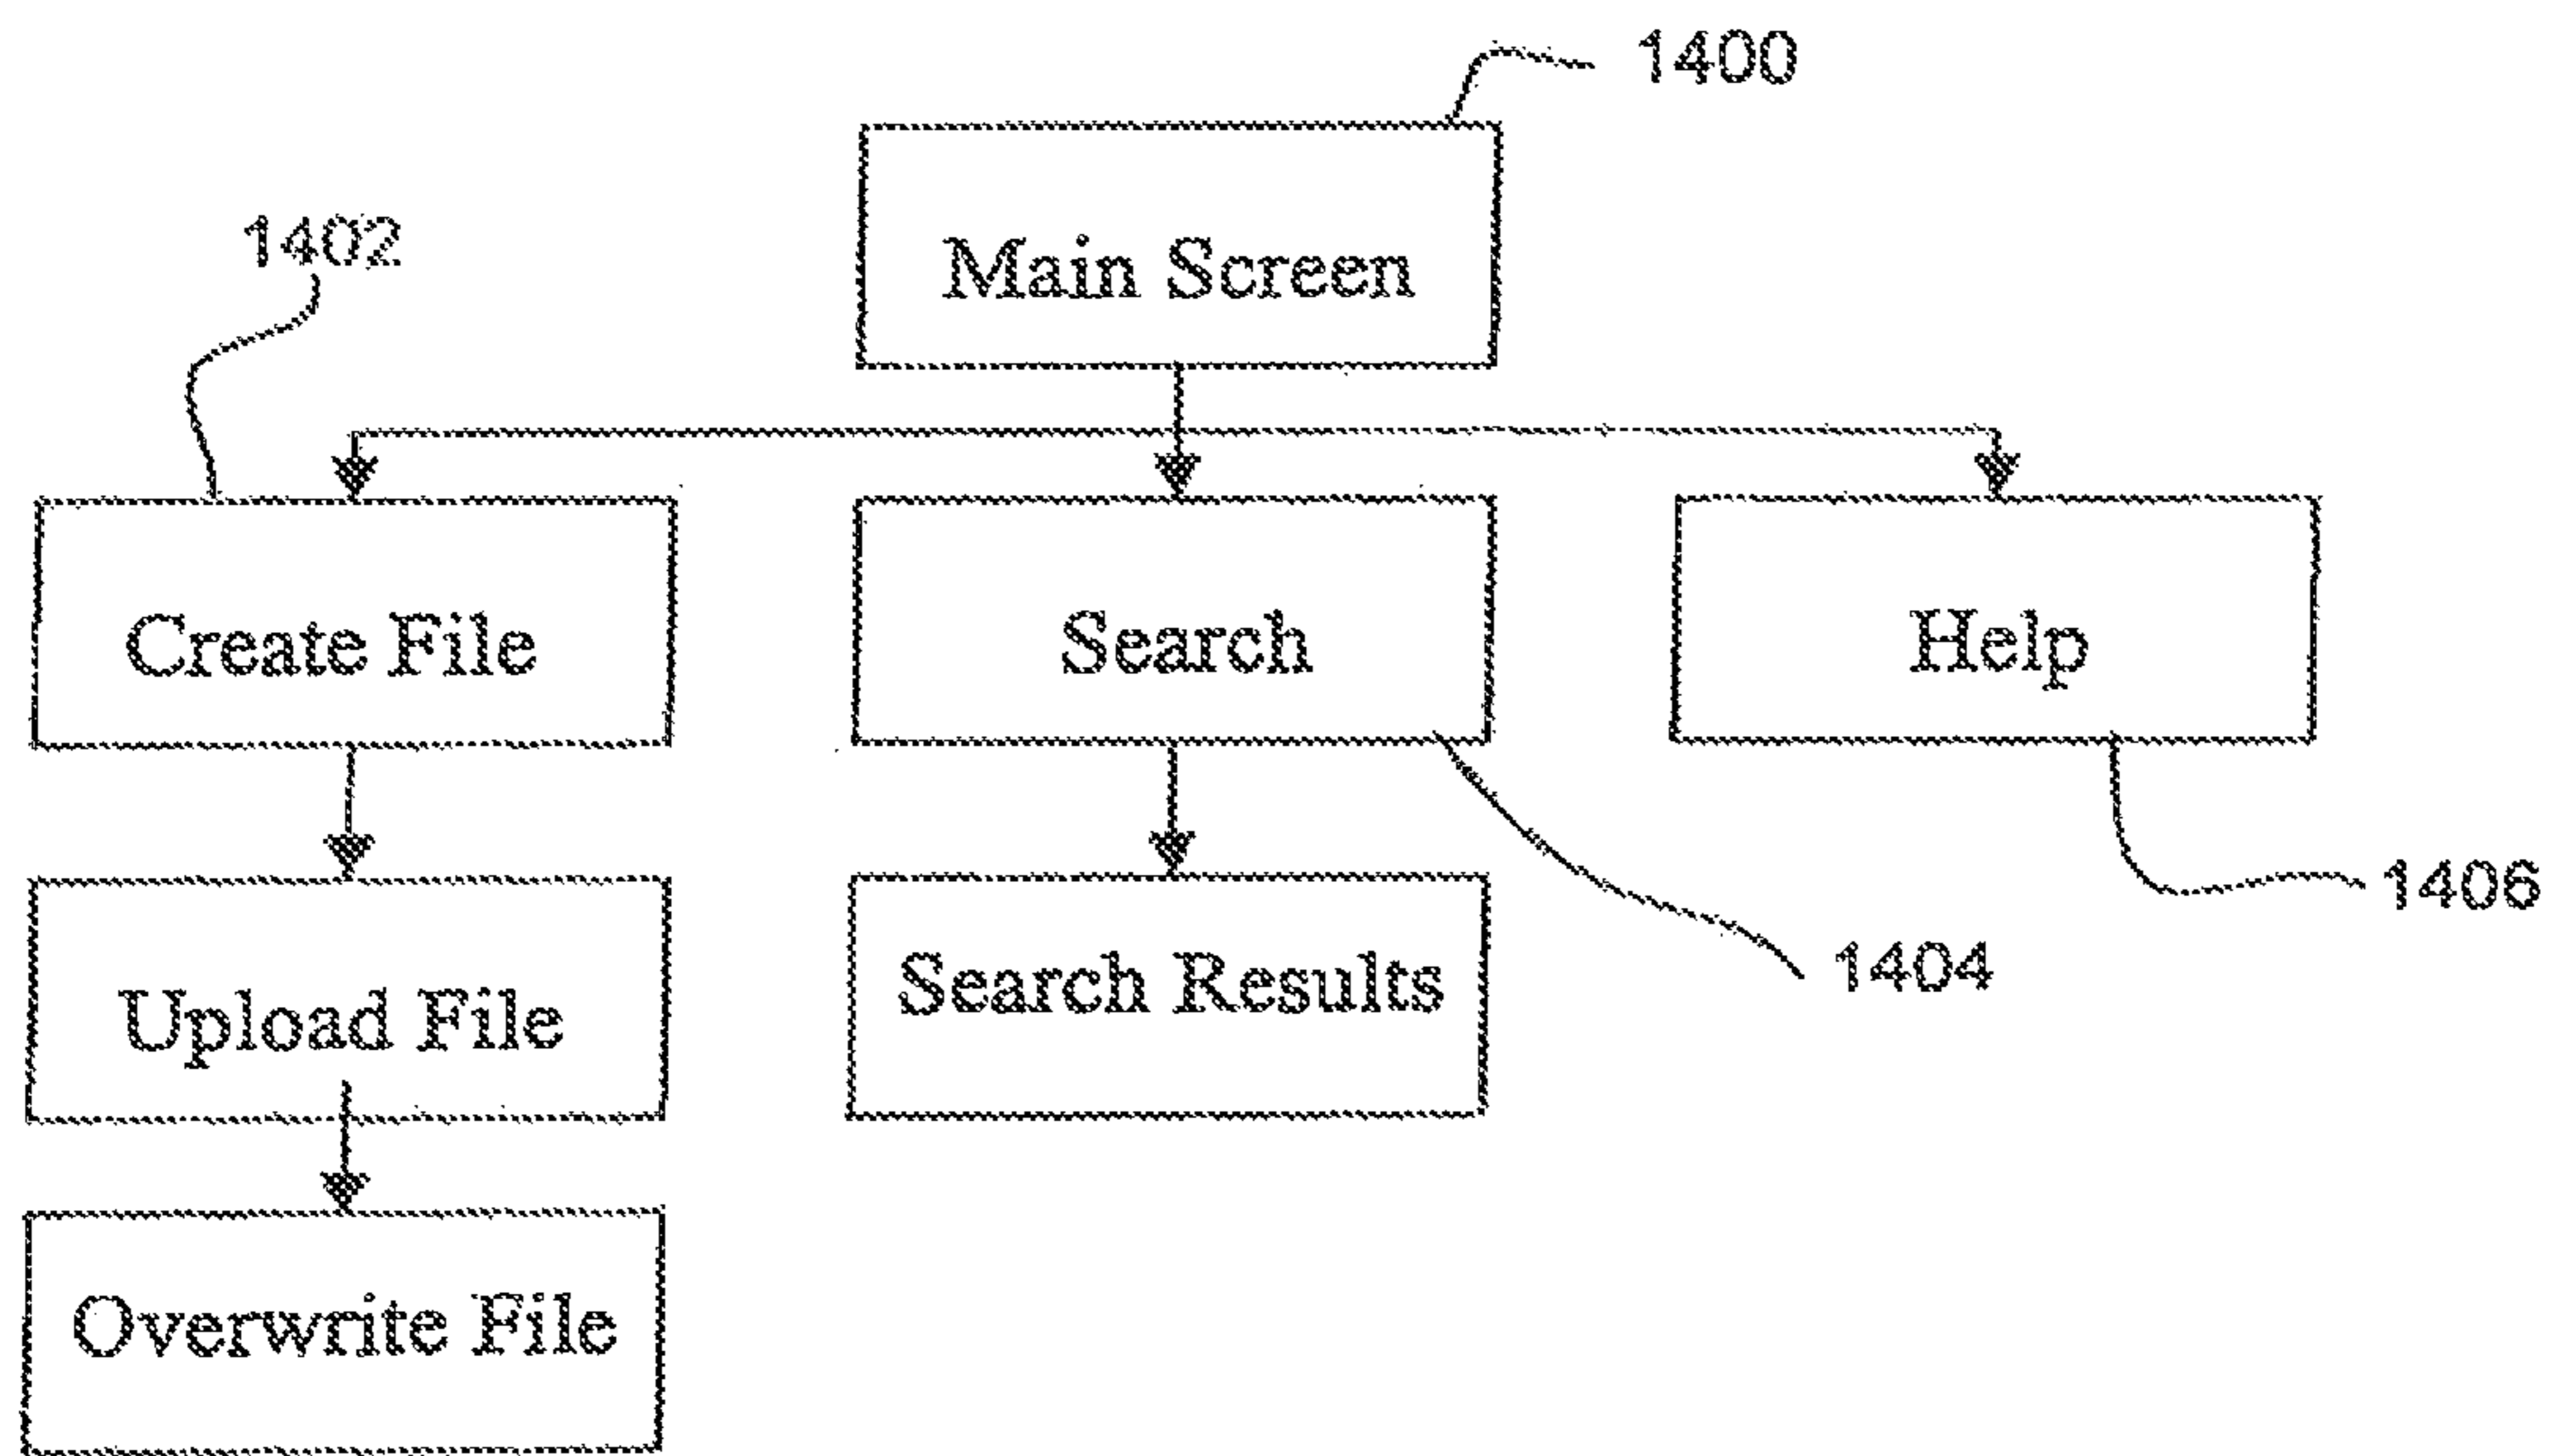 1400
Main Screen
1402
Create File
Search
Help
1406
1404
Upload File
Search Results
Overwrite File